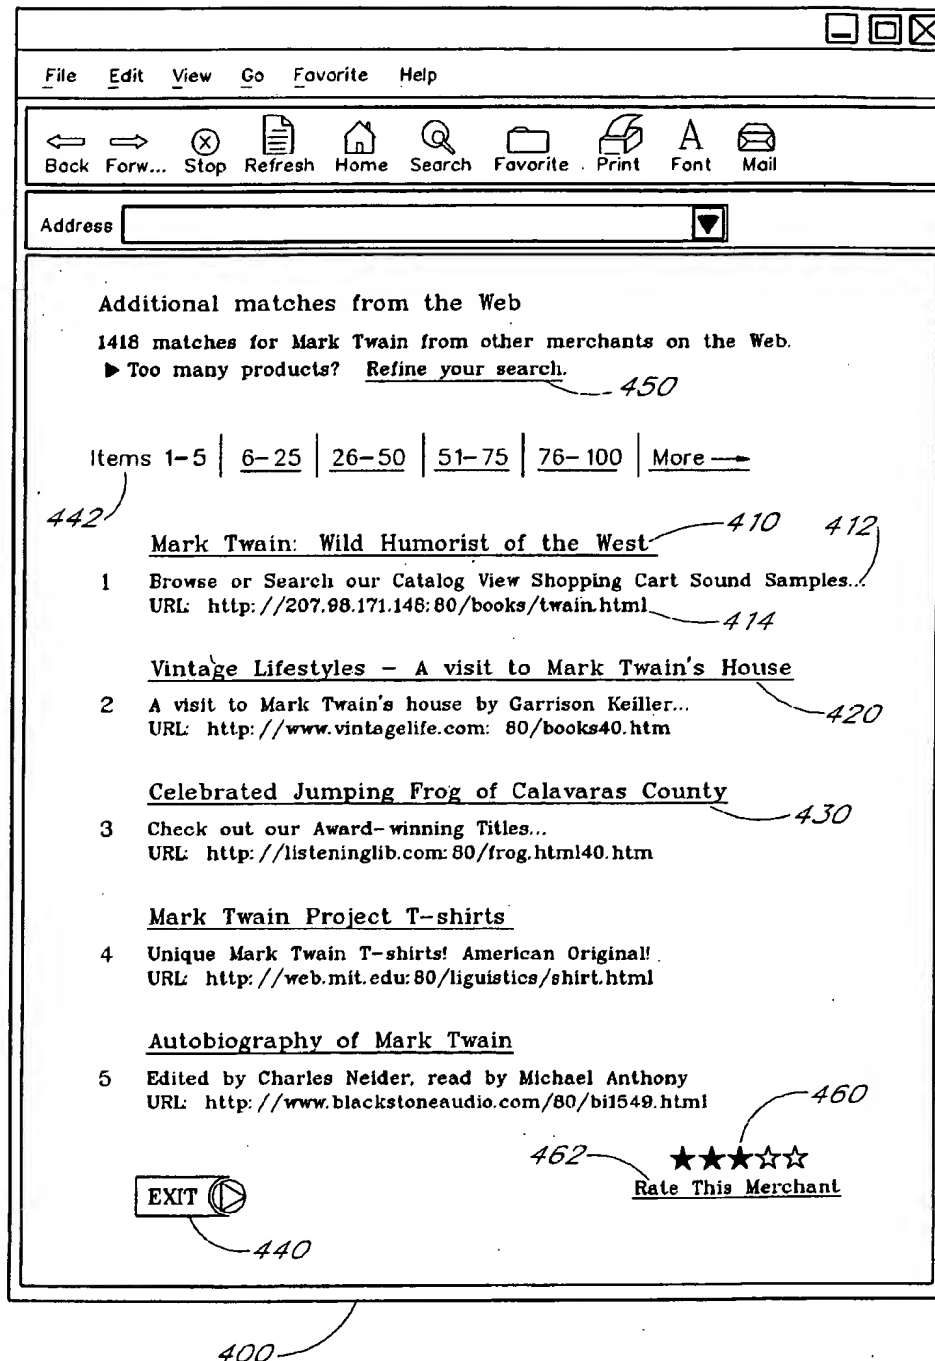 File Edit View Go Favorite Help
Back Forw... Stop Refresh Home Search Favorite Print Font Mail
Address
Additional matches from the Web
1418 matches for Mark Twain from other merchants on the Web.
▶ Too many products? Refine your search.
450
Items 1-5 | 6-25 | 26-50 | 51-75 | 76-100 | More →
442
410
412
Mark Twain: Wild Humorist of the West
1 Browse or Search our Catalog View Shopping Cart Sound Samples...
URL: http://207.98.171.146:80/books/twain.html
414
Vintage Lifestyles - A visit to Mark Twain's House
420
2 A visit to Mark Twain's house by Garrison Keiller...
URL: http://www.vintagelife.com: 80/books40.htm
Celebrated Jumping Frog of Calavaras County
430
3 Check out our Award-winning Titles...
URL: http://listeninglib.com:80/frog.html40.htm
Mark Twain Project T-shirts
4 Unique Mark Twain T-shirts! American Original!
URL: http://web.mit.edu:80/liguistics/shirt.html
Autobiography of Mark Twain
5 Edited by Charles Neider, read by Michael Anthony
URL: http://www.blackstoneaudio.com/80/bi1549.html
460
462
★★★☆☆
Rate This Merchant
EXIT
440
400